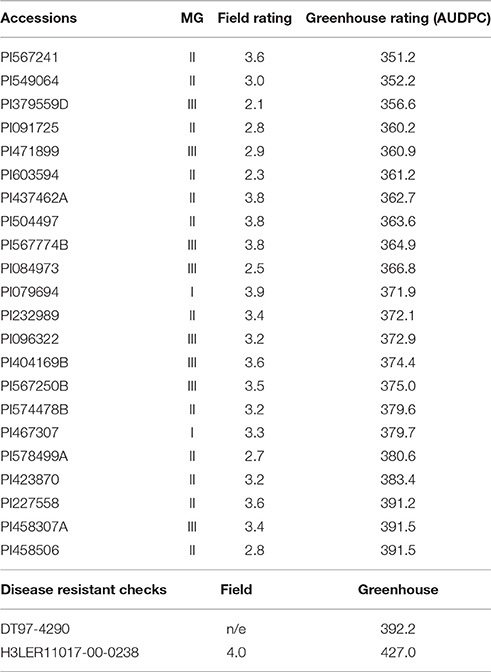 Accessions MG Field rating Greenhouse rating (AUDPC)
PI567241 II 3.6 351.2
PI549064 II 3.0 352.2
PI379559D III 2.1 356.6
PI091725 II 2.8 360.2
PI471899 III 2.9 360.9
PI603594 II 2.3 361.2
PI437462A II 3.8 362.7
PI504497 II 3.8 363.6
PI567774B III 3.8 364.9
PI084973 III 2.5 366.8
PI079694 I 3.9 371.9
PI232989 II 3.4 372.1
PI096322 III 3.2 372.9
PI404169B III 3.6 374.4
PI567250B III 3.5 375.0
PI574478B II 3.2 379.6
PI467307 I 3.3 379.7
PI578499A II 2.7 380.6
PI423870 II 3.2 383.4
PI227558 II 3.6 391.2
PI458307A III 3.4 391.5
PI458506 II 2.8 391.5
Disease resistant checks Field Greenhouse
DT97-4290 n/e 392.2
H3LER11017-00-0238 4.0 427.0